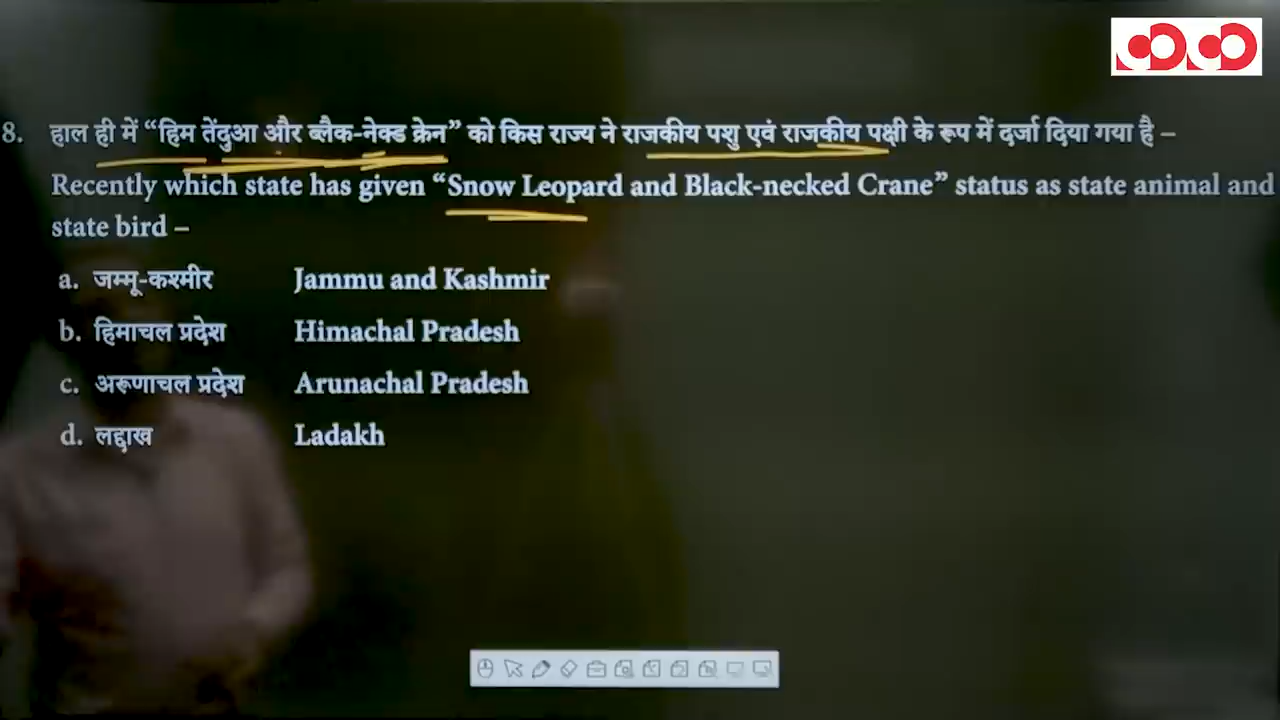 8. हाल ही में “हिम तेंदुआ और ब्लैक-नेक्ड क्रेन” को किस राज्य ने राजकीय पशु एवं राजकीय पक्षी के रूप में दर्जा दिया गया है –
Recently which state has given “Snow Leopard and Black-necked Crane” status as state animal and
state bird –
a. जम्मू-कश्मीर Jammu and Kashmir
b. हिमाचल प्रदेश Himachal Pradesh
c. अरूणाचल प्रदेश Arunachal Pradesh
d. लद्दाख Ladakh